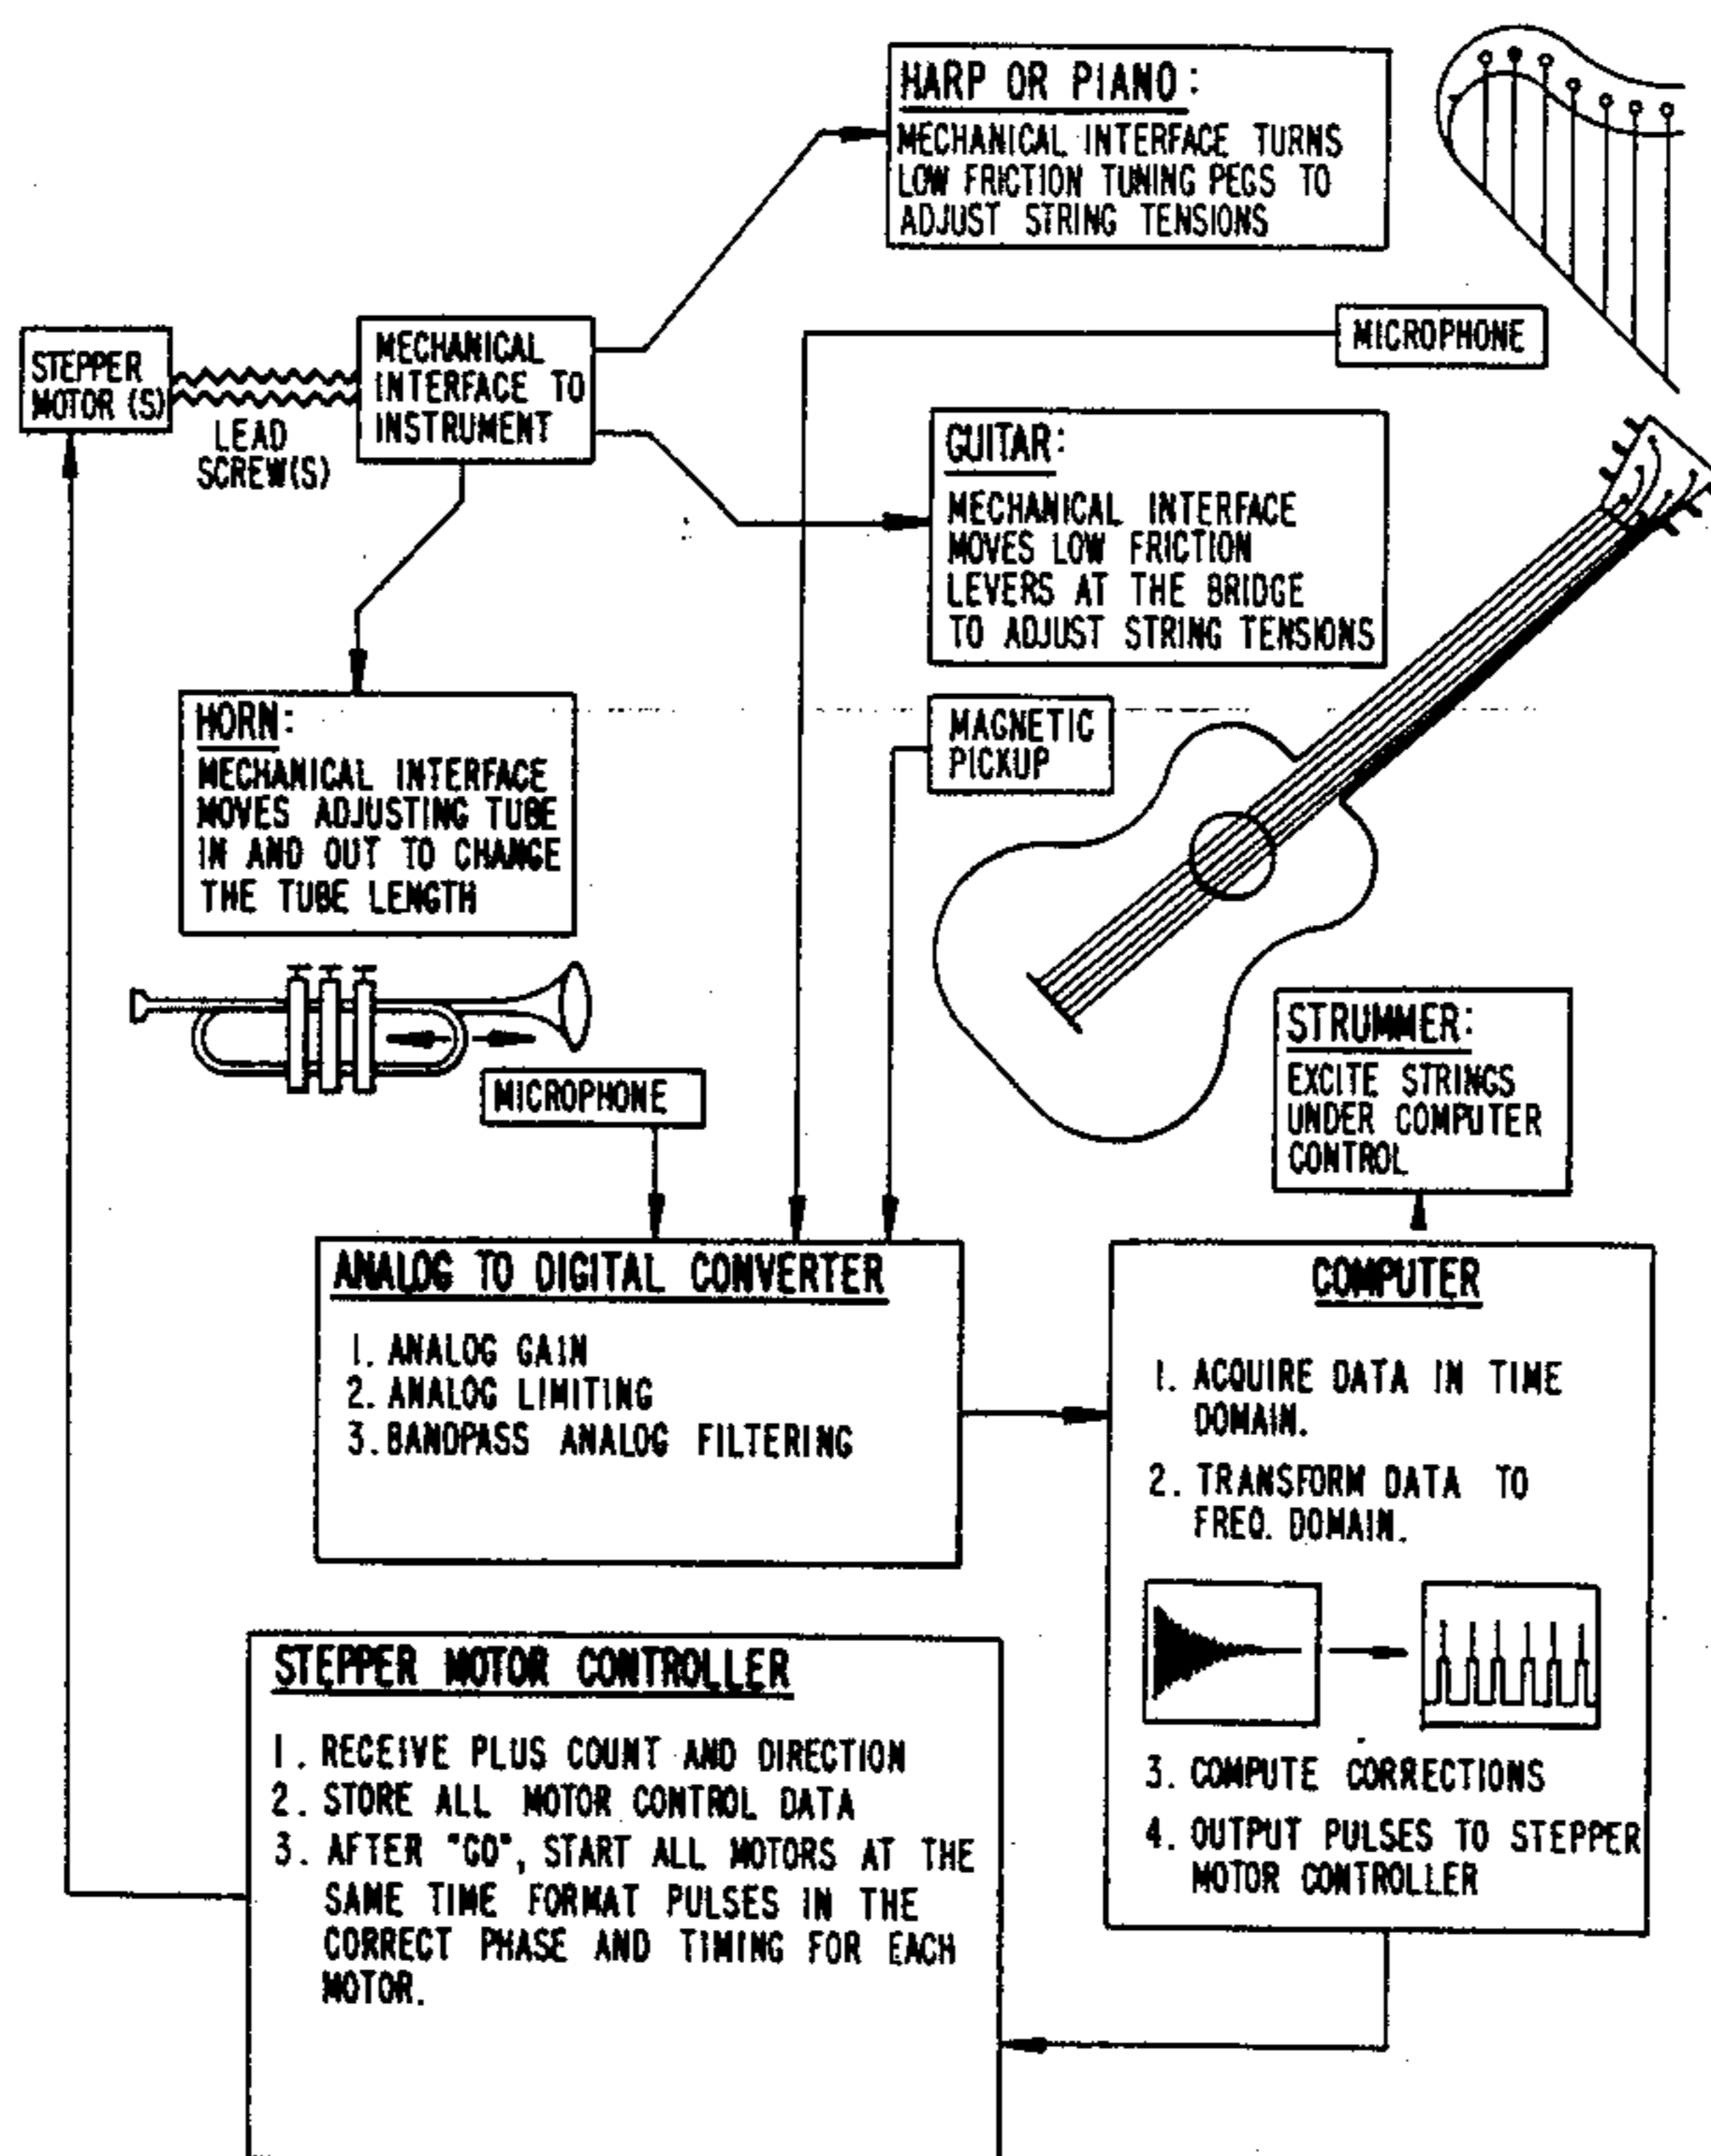 HARP OR PIANO:
MECHANICAL INTERFACE TURNS
LOW FRICTION TUNING PEGS TO
ADJUST STRING TENSIONS
MICROPHONE
STEPPER
MOTOR (S)
LEAD
SCREW(S)
MECHANICAL
INTERFACE TO
INSTRUMENT
GUITAR:
MECHANICAL INTERFACE
MOVES LOW FRICTION
LEVERS AT THE BRIDGE
TO ADJUST STRING TENSIONS
HORN:
MECHANICAL INTERFACE
MOVES ADJUSTING TUBE
IN AND OUT TO CHANGE
THE TUBE LENGTH
MAGNETIC
PICKUP
MICROPHONE
STRUMMER:
EXCITE STRINGS
UNDER COMPUTER
CONTROL
ANALOG TO DIGITAL CONVERTER
1. ANALOG GAIN
2. ANALOG LIMITING
3. BANDPASS ANALOG FILTERING
COMPUTER
1. ACQUIRE DATA IN TIME
DOMAIN.
2. TRANSFORM DATA TO
FREQ. DOMAIN.
3. COMPUTE CORRECTIONS
4. OUTPUT PULSES TO STEPPER
MOTOR CONTROLLER
STEPPER MOTOR CONTROLLER
1. RECEIVE PLUS COUNT AND DIRECTION
2. STORE ALL MOTOR CONTROL DATA
3. AFTER "GO", START ALL MOTORS AT THE
SAME TIME FORMAT PULSES IN THE
CORRECT PHASE AND TIMING FOR EACH
MOTOR.